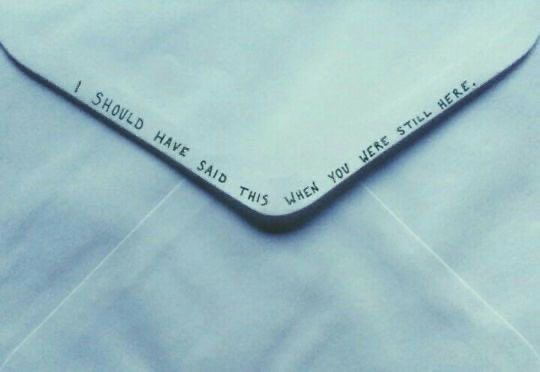 I SHOULD HAVE SAID THIS WHEN YOU WERE STILL HERE.